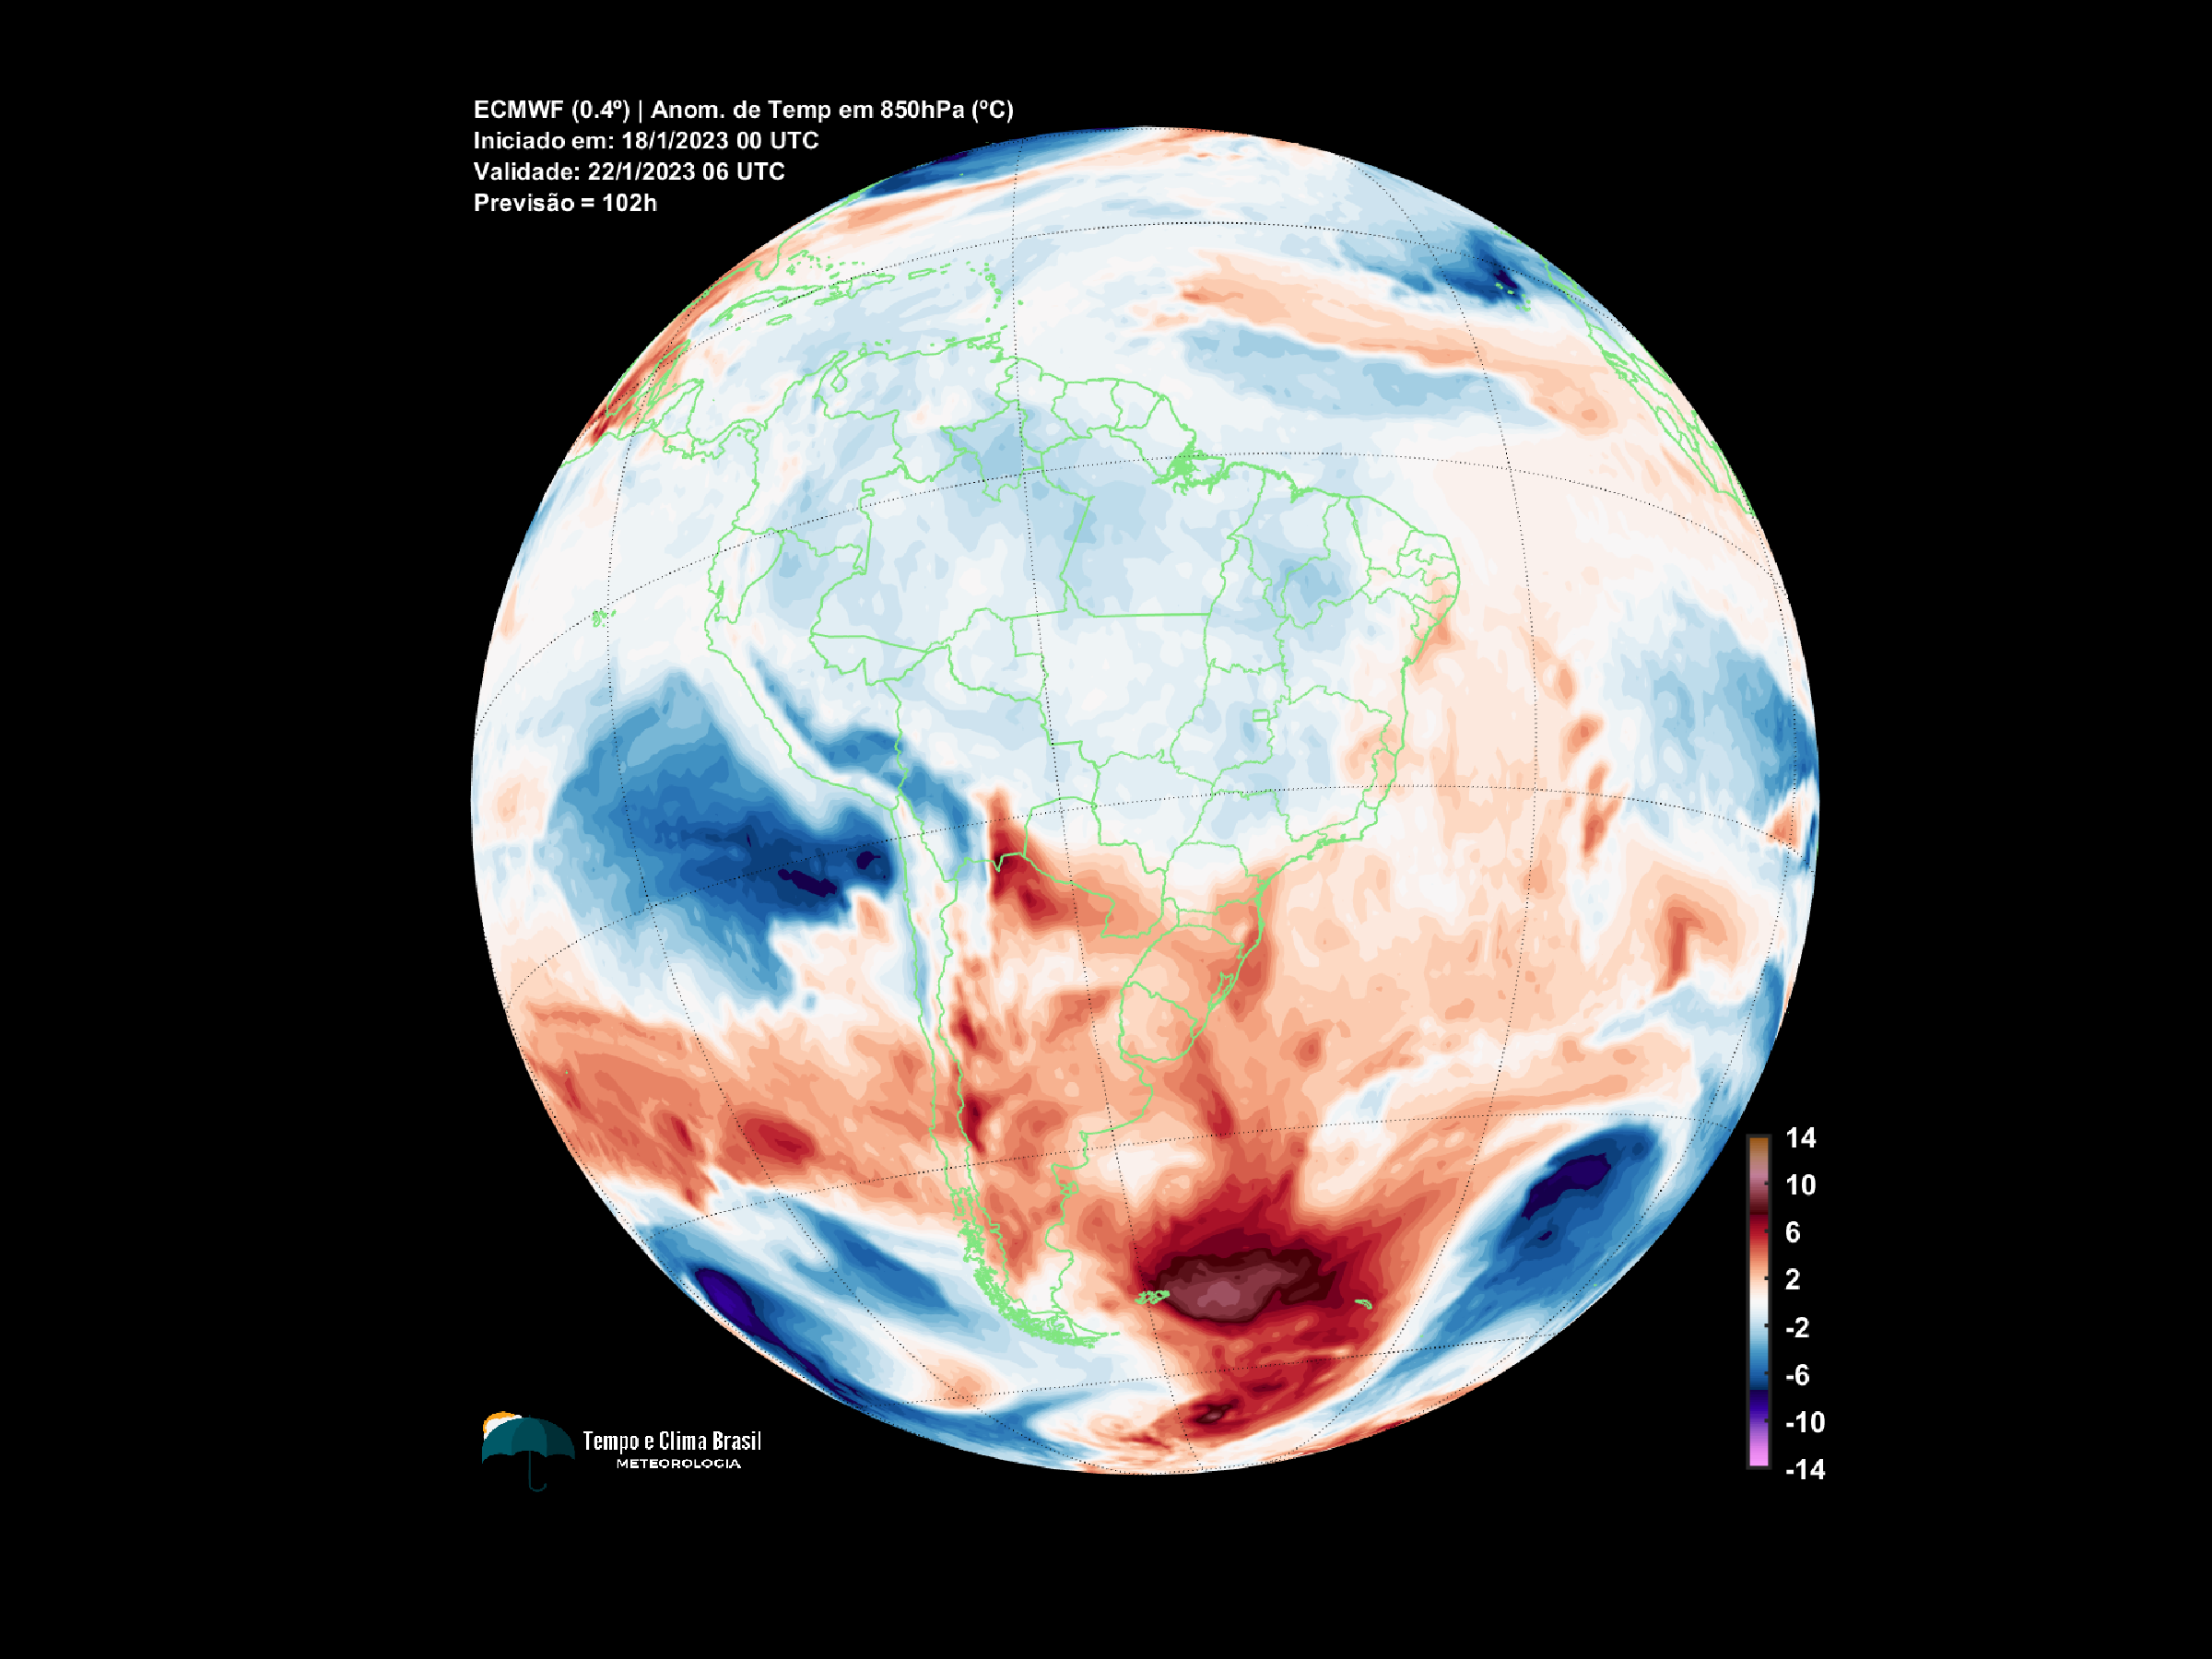 ECMWF (0.4º) | Anom. de Temp em 850hPa (ºC)
Iniciado em: 18/1/2023 00 UTC
Validade: 22/1/2023 06 UTC
Previsão = 102h
14
10
6
2
-2
-6
-10
-14
Tempo e Clima Brasil
METEOROLOGIA